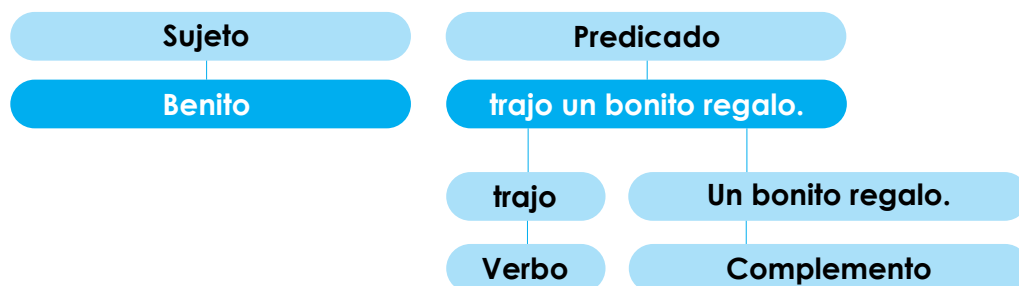 Sujeto Predicado
Benito trajo un bonito regalo.
trajo Un bonito regalo.
Verbo Complemento